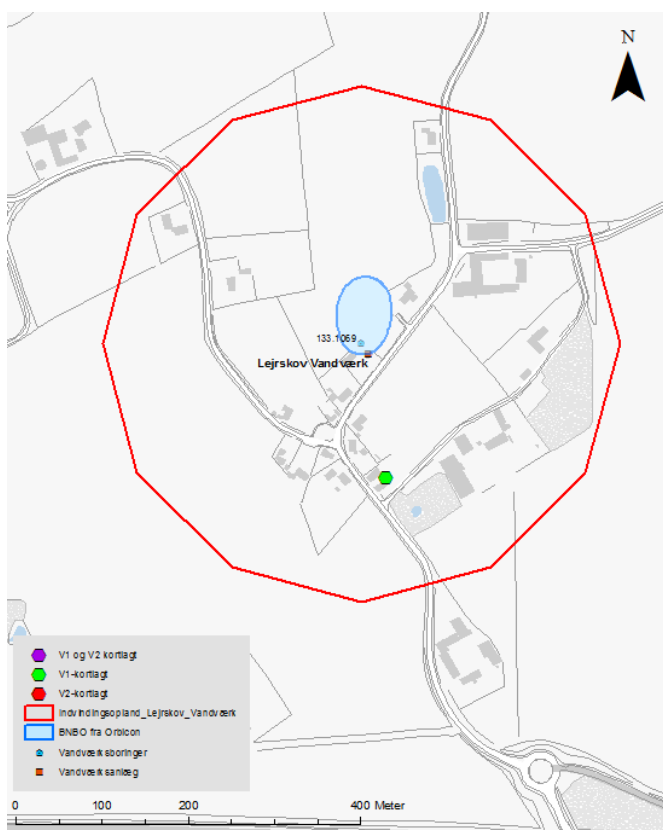 N
133.1069
Lejrskov Vandværk
V1 og V2 kortlagt
V1-kortlagt
V2-kortlagt
Indvindingsopland_Lejrskov_Vandværk
BNBO fra Orbicon
Vandværksboringer
Vandværksanlæg
0 100 200 400 Meter